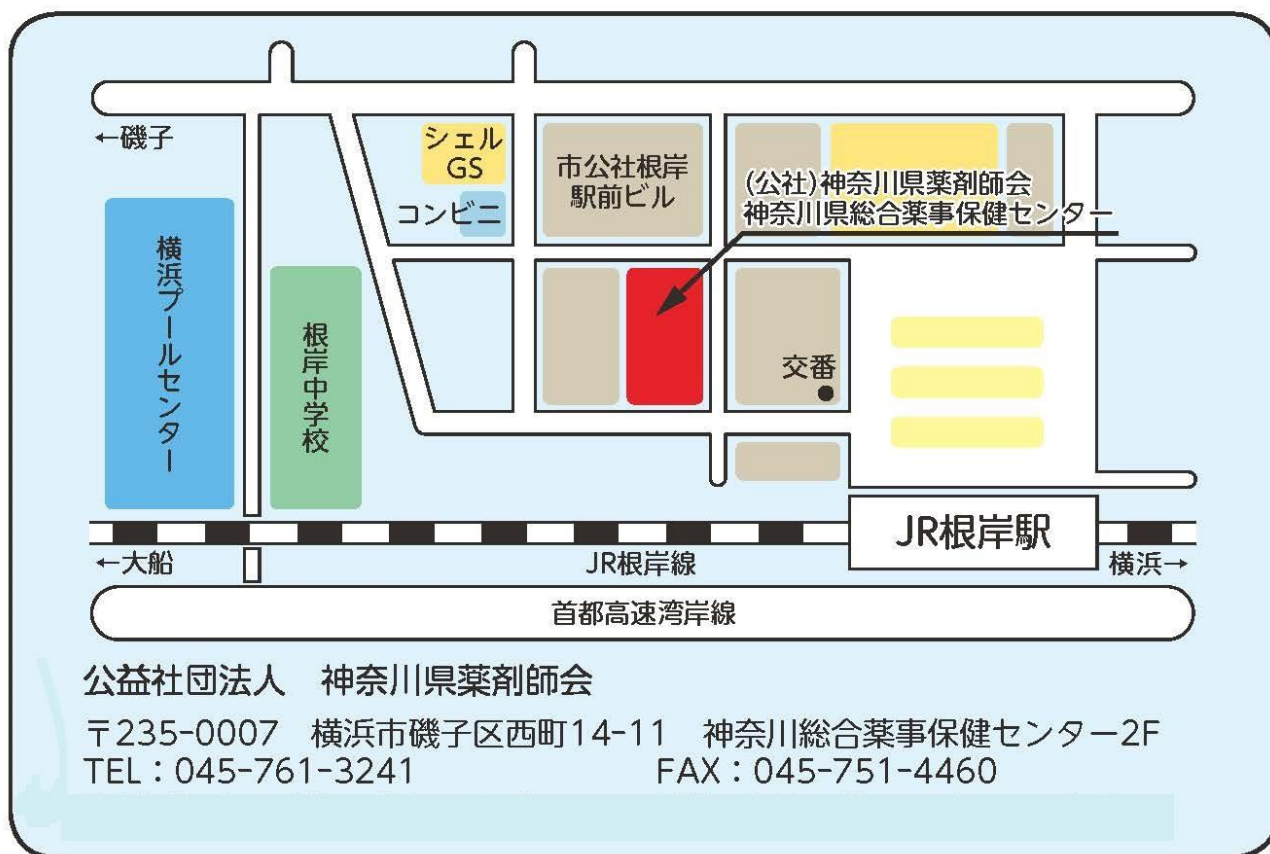 ←磯子
シェル
GS
コンビニ
市公社根岸
駅前ビル
(公社)神奈川県薬剤師会
神奈川県総合薬事保健センター
横浜プールセンター
根岸中学校
交番
JR根岸駅
←大船
JR根岸線
横浜→
首都高速湾岸線
公益社団法人　神奈川県薬剤師会
〒235-0007　横浜市磯子区西町14-11　神奈川総合薬事保健センター2F
TEL：045-761-3241　FAX：045-751-4460